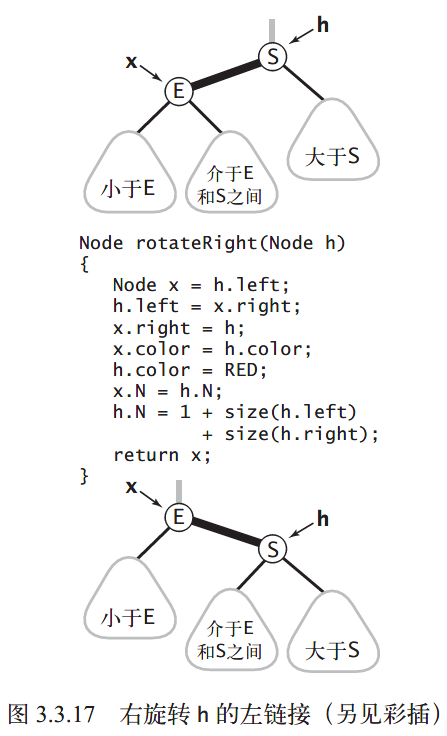 h
S
x
E
小于E
介于E
和S之间
大于S
Node rotateRight(Node h)
{
Node x = h.left;
h.left = x.right;
x.right = h;
x.color = h.color;
h.color = RED;
x.N = h.N;
h.N = 1 + size(h.left)
+ size(h.right);
return x;
}
x
E
h
S
小于E
介于E
和S之间
大于S
图 3.3.17 右旋转 h 的左链接（另见彩插）